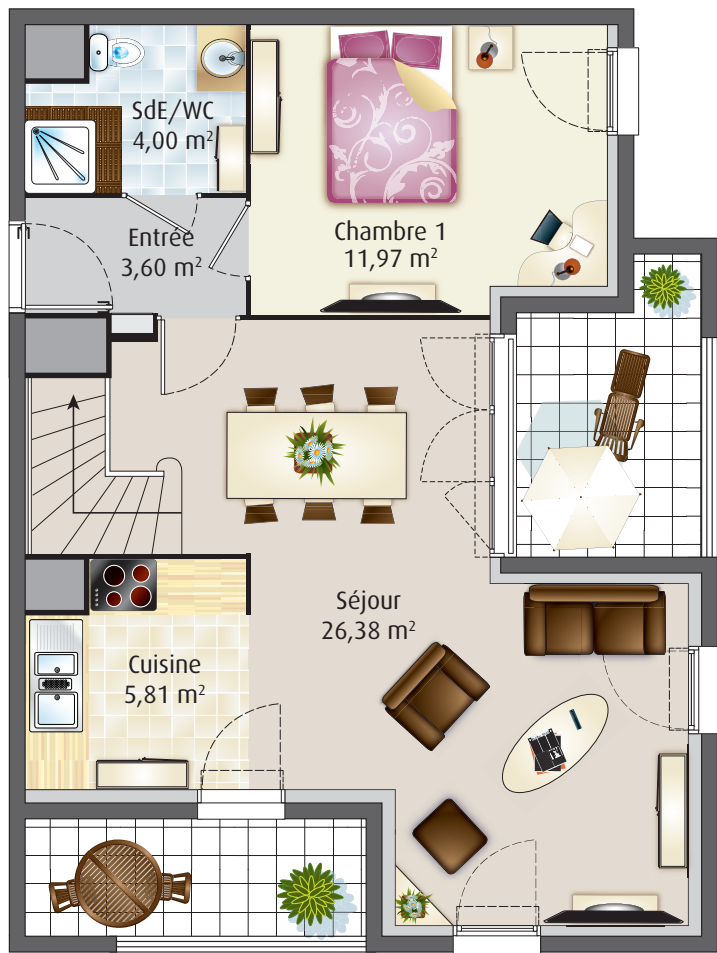 SdE/WC
4,00 m²
Chambre 1
11,97 m²
Entrée
3,60 m²
Séjour
26,38 m²
Cuisine
5,81 m²